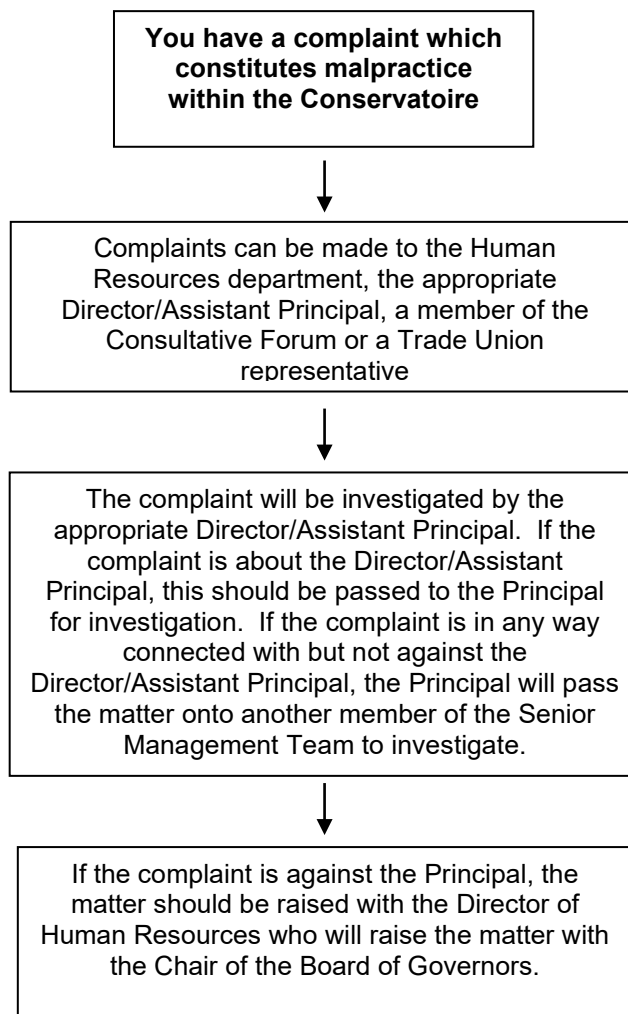 You have a complaint which
constitutes malpractice
within the Conservatoire
Complaints can be made to the Human
Resources department, the appropriate
Director/Assistant Principal, a member of the
Consultative Forum or a Trade Union
representative
The complaint will be investigated by the
appropriate Director/Assistant Principal.  If the
complaint is about the Director/Assistant
Principal, this should be passed to the Principal
for investigation.  If the complaint is in any way
connected with but not against the
Director/Assistant Principal, the Principal will pass
the matter onto another member of the Senior
Management Team to investigate.
If the complaint is against the Principal, the
matter should be raised with the Director of
Human Resources who will raise the matter with
the Chair of the Board of Governors.